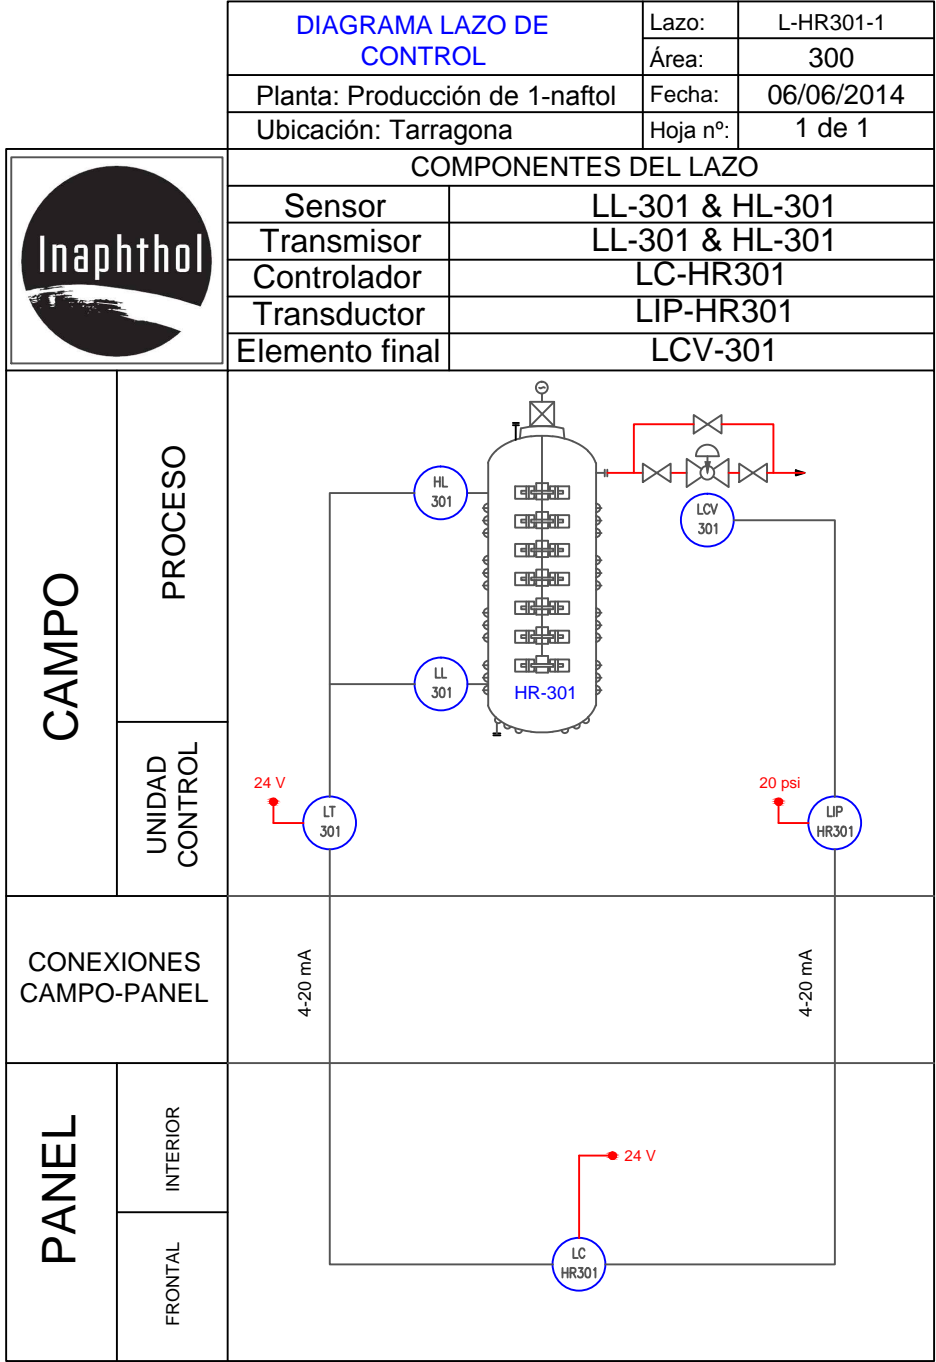 DIAGRAMA LAZO DE
CONTROL
Lazo:
L-HR301-1
Área:
300
Planta: Producción de 1-naftol
Fecha:
06/06/2014
Ubicación: Tarragona
Hoja nº:
1 de 1
Inaphthol
COMPONENTES DEL LAZO
Sensor
LL-301 & HL-301
Transmisor
LL-301 & HL-301
Controlador
LC-HR301
Transductor
LIP-HR301
Elemento final
LCV-301
CAMPO
PROCESO
HL
301
LCV
301
LL
301
HR-301
UNIDAD
CONTROL
24 V
LT
301
20 psi
LIP
HR301
CONEXIONES
CAMPO-PANEL
4-20 mA
4-20 mA
PANEL
INTERIOR
24 V
FRONTAL
LC
HR301